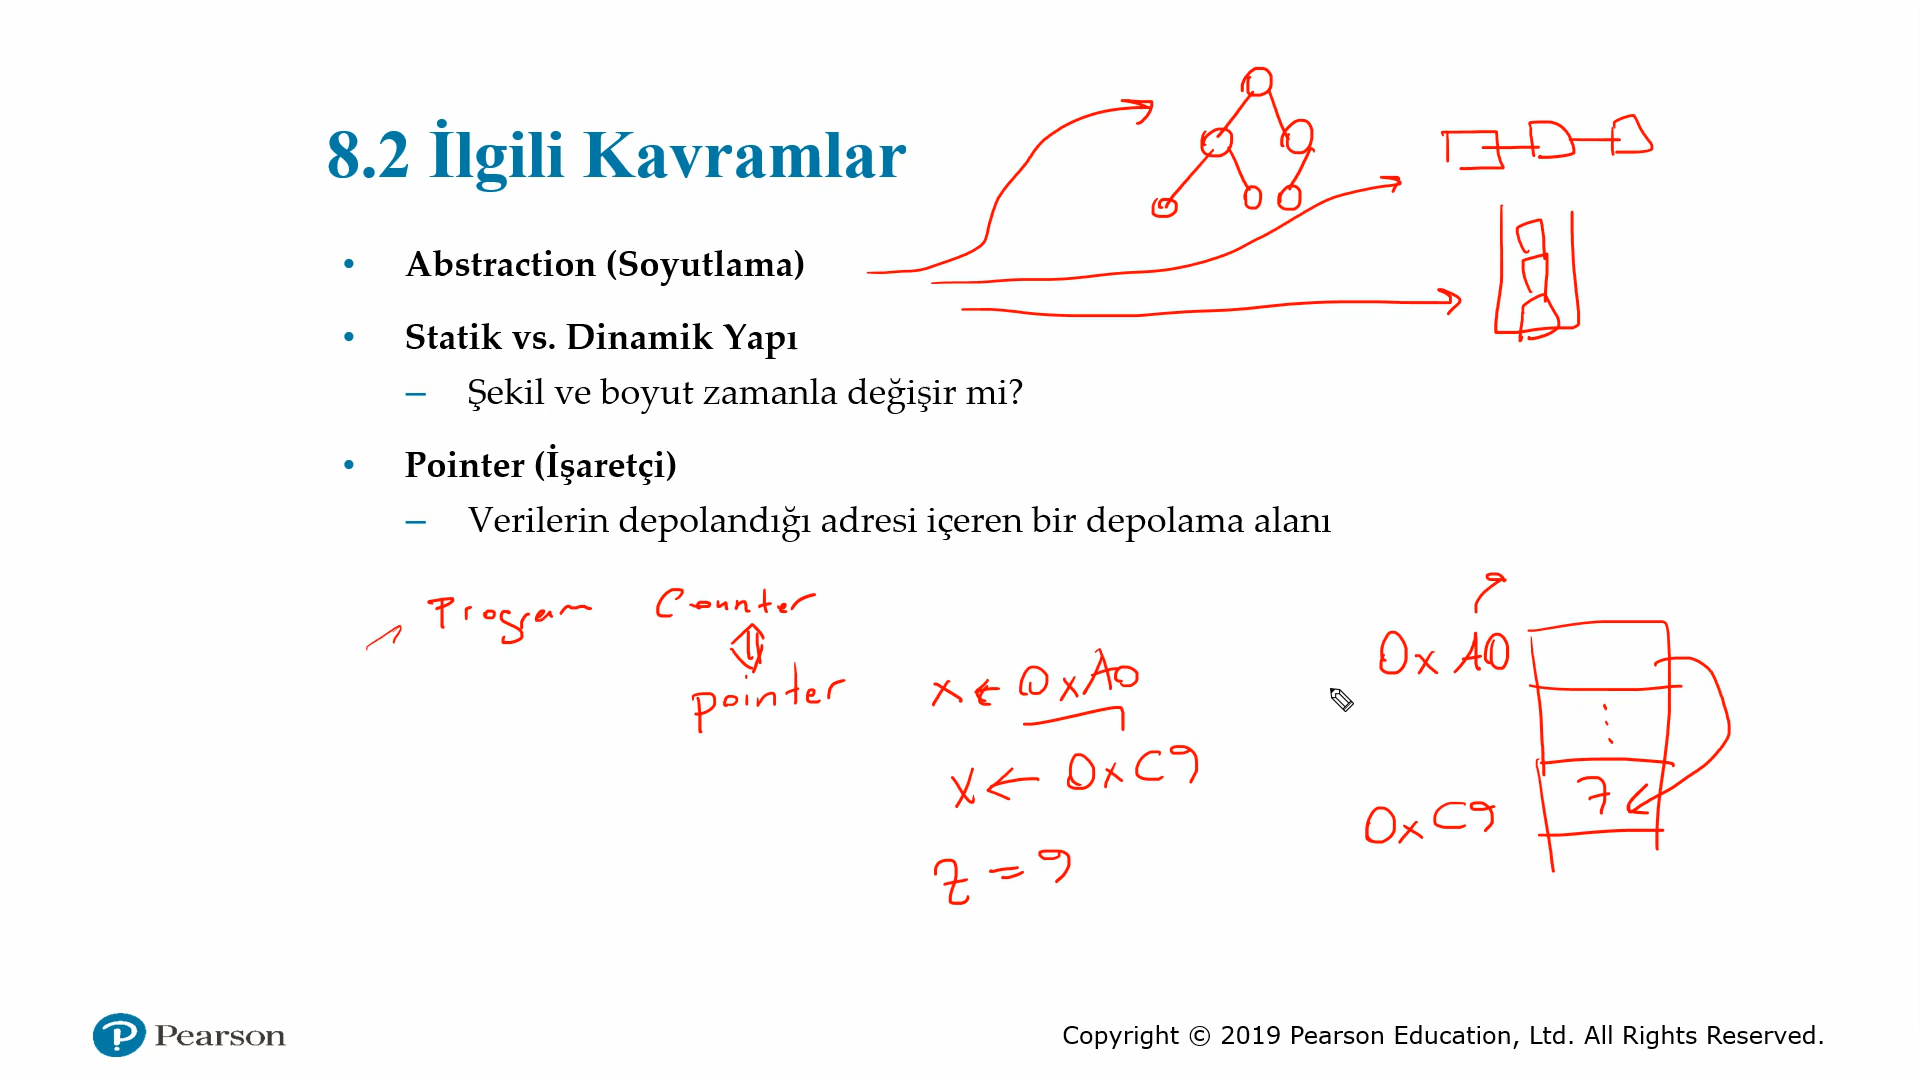 8.2 İlgili Kavramlar
• Abstraction (Soyutlama)
• Statik vs. Dinamik Yapı
– Şekil ve boyut zamanla değişir mi?
• Pointer (İşaretçi)
– Verilerin depolandığı adresi içeren bir depolama alanı
Program Counter
pointer
x ← 0xA0
x ← 0xC9
z = 9
0xA0
7
0xC9
Pearson
Copyright © 2019 Pearson Education, Ltd. All Rights Reserved.